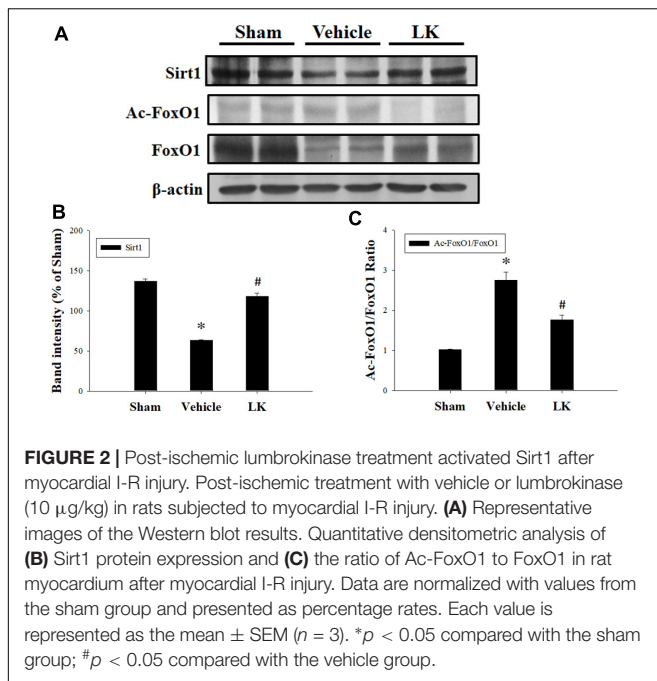 A
Sham Vehicle LK
Sirt1
Ac-FoxO1
FoxO1
β-actin
B
Band intensity (% of Sham)
200
150
100
50
0
Sirt1
*
#
Sham Vehicle LK
C
Ac-FoxO1/FoxO1 Ratio
4
3
2
1
0
Ac-FoxO1/FoxO1
*
#
Sham Vehicle LK
FIGURE 2 | Post-ischemic lumbrokinase treatment activated Sirt1 after
myocardial I-R injury. Post-ischemic treatment with vehicle or lumbrokinase
(10 μg/kg) in rats subjected to myocardial I-R injury. (A) Representative
images of the Western blot results. Quantitative densitometric analysis of
(B) Sirt1 protein expression and (C) the ratio of Ac-FoxO1 to FoxO1 in rat
myocardium after myocardial I-R injury. Data are normalized with values from
the sham group and presented as percentage rates. Each value is
represented as the mean ± SEM (n = 3). *p < 0.05 compared with the sham
group; #p < 0.05 compared with the vehicle group.